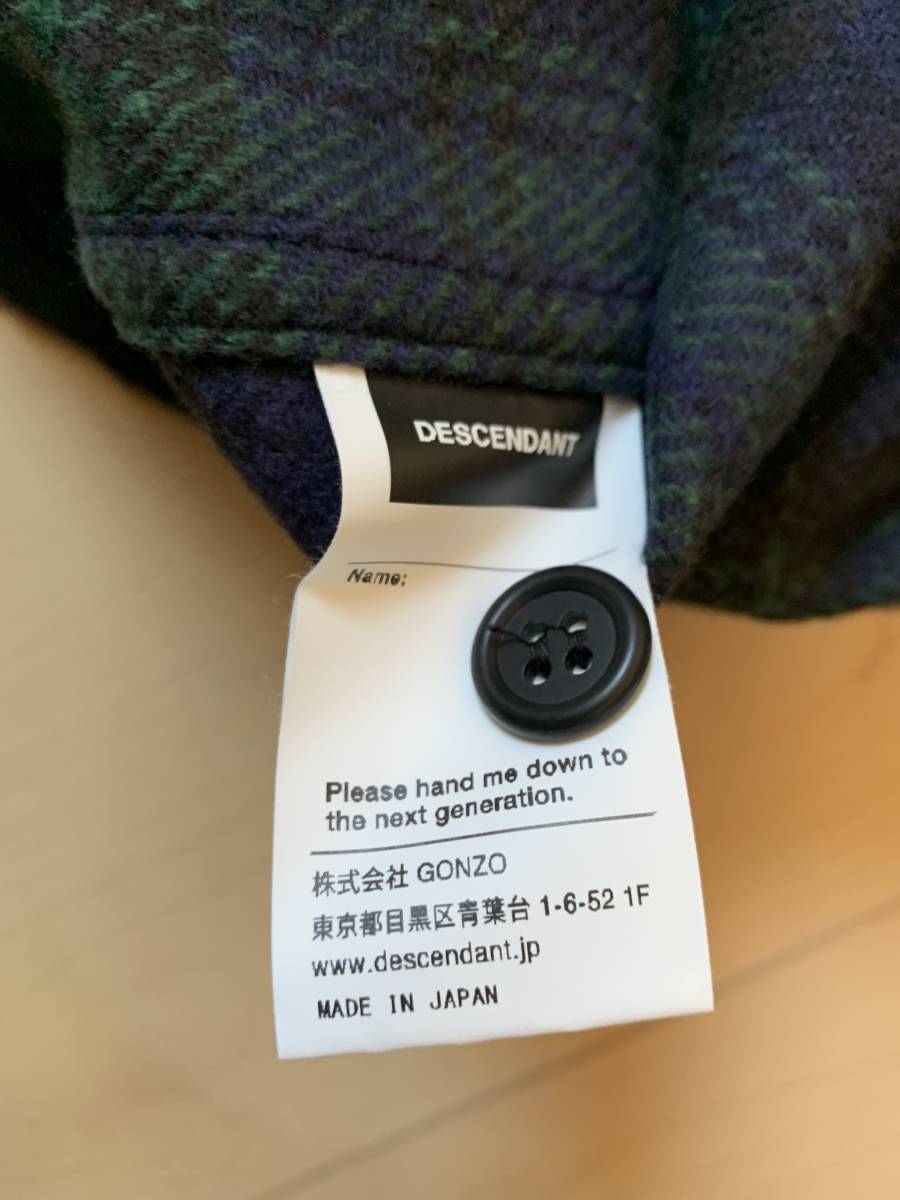 DESCENDANT
Name:
Please hand me down to
the next generation.
株式会社 GONZO
東京都目黒区青葉台 1-6-52 1F
www.descendant.jp
MADE IN JAPAN